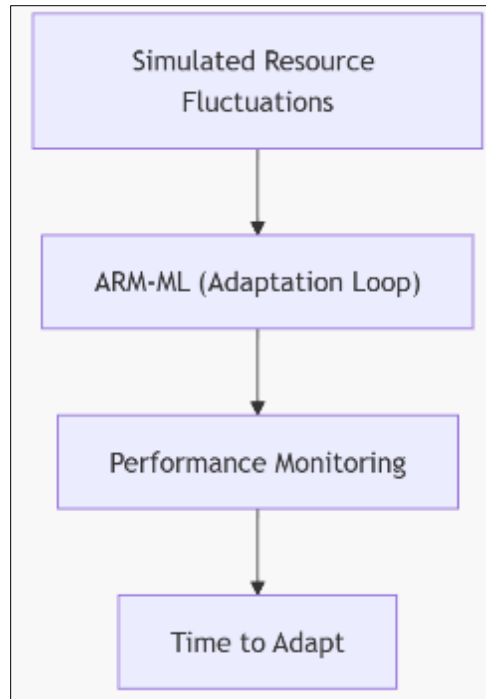 Simulated Resource
Fluctuations
ARM-ML (Adaptation Loop)
Performance Monitoring
Time to Adapt